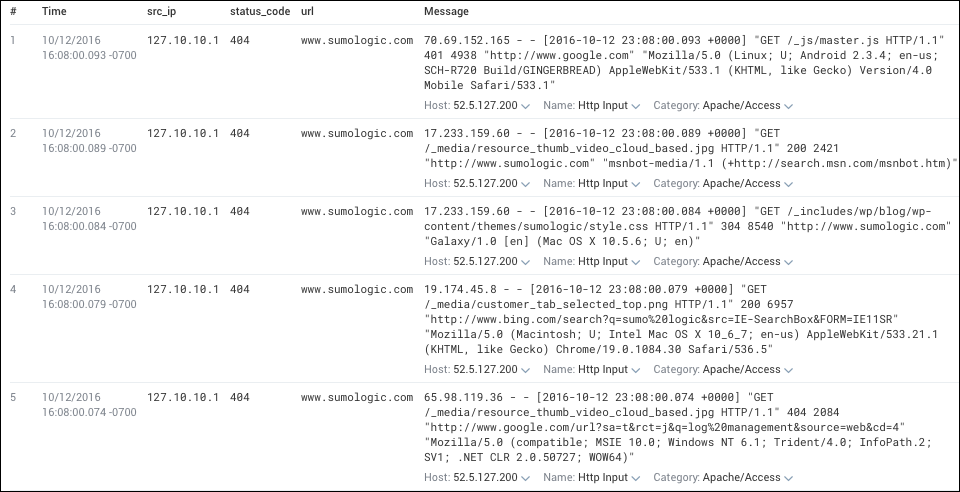 # Time src_ip status_code url Message
1 10/12/2016 127.10.10.1 404 www.sumologic.com 70.69.152.165 - - [2016-10-12 23:08:00.093 +0000] "GET /_js/master.js HTTP/1.1"
16:08:00.093 -0700 401 4938 "http://www.google.com" "Mozilla/5.0 (Linux; U; Android 2.3.4; en-us;
SCH-R720 Build/GINGERBREAD) AppleWebKit/533.1 (KHTML, like Gecko) Version/4.0
Mobile Safari/533.1"
Host: 52.5.127.200 Name: Http Input Category: Apache/Access
2 10/12/2016 127.10.10.1 404 www.sumologic.com 17.233.159.60 - - [2016-10-12 23:08:00.089 +0000] "GET
16:08:00.089 -0700 /_media/resource_thumb_video_cloud_based.jpg HTTP/1.1" 200 2421
"http://www.sumologic.com" "msnbot-media/1.1 (+http://search.msn.com/msnbot.htm)"
Host: 52.5.127.200 Name: Http Input Category: Apache/Access
3 10/12/2016 127.10.10.1 404 www.sumologic.com 17.233.159.60 - - [2016-10-12 23:08:00.084 +0000] "GET /_includes/wp/blog/wp-
16:08:00.084 -0700 content/themes/sumologic/style.css HTTP/1.1" 304 8540 "http://www.sumologic.com"
"Galaxy/1.0 [en] (Mac OS X 10.5.6; U; en)"
Host: 52.5.127.200 Name: Http Input Category: Apache/Access
4 10/12/2016 127.10.10.1 404 www.sumologic.com 19.174.45.8 - - [2016-10-12 23:08:00.079 +0000] "GET
16:08:00.079 -0700 /_media/customer_tab_selected_top.png HTTP/1.1" 200 6957
"http://www.bing.com/search?q=sumo%20logic&src=IE-SearchBox&FORM=IE11SR"
"Mozilla/5.0 (Macintosh; U; Intel Mac OS X 10_6_7; en-us) AppleWebKit/533.21.1
(KHTML, like Gecko) Chrome/19.0.1084.30 Safari/536.5"
Host: 52.5.127.200 Name: Http Input Category: Apache/Access
5 10/12/2016 127.10.10.1 404 www.sumologic.com 65.98.119.36 - - [2016-10-12 23:08:00.074 +0000] "GET
16:08:00.074 -0700 /_media/resource_thumb_video_cloud_based.jpg HTTP/1.1" 404 2084
"http://www.google.com/url?sa=t&rct=j&q=log%20management&source=web&cd=4"
"Mozilla/5.0 (compatible; MSIE 10.0; Windows NT 6.1; Trident/4.0; InfoPath.2;
SV1; .NET CLR 2.0.50727; WOW64)"
Host: 52.5.127.200 Name: Http Input Category: Apache/Access